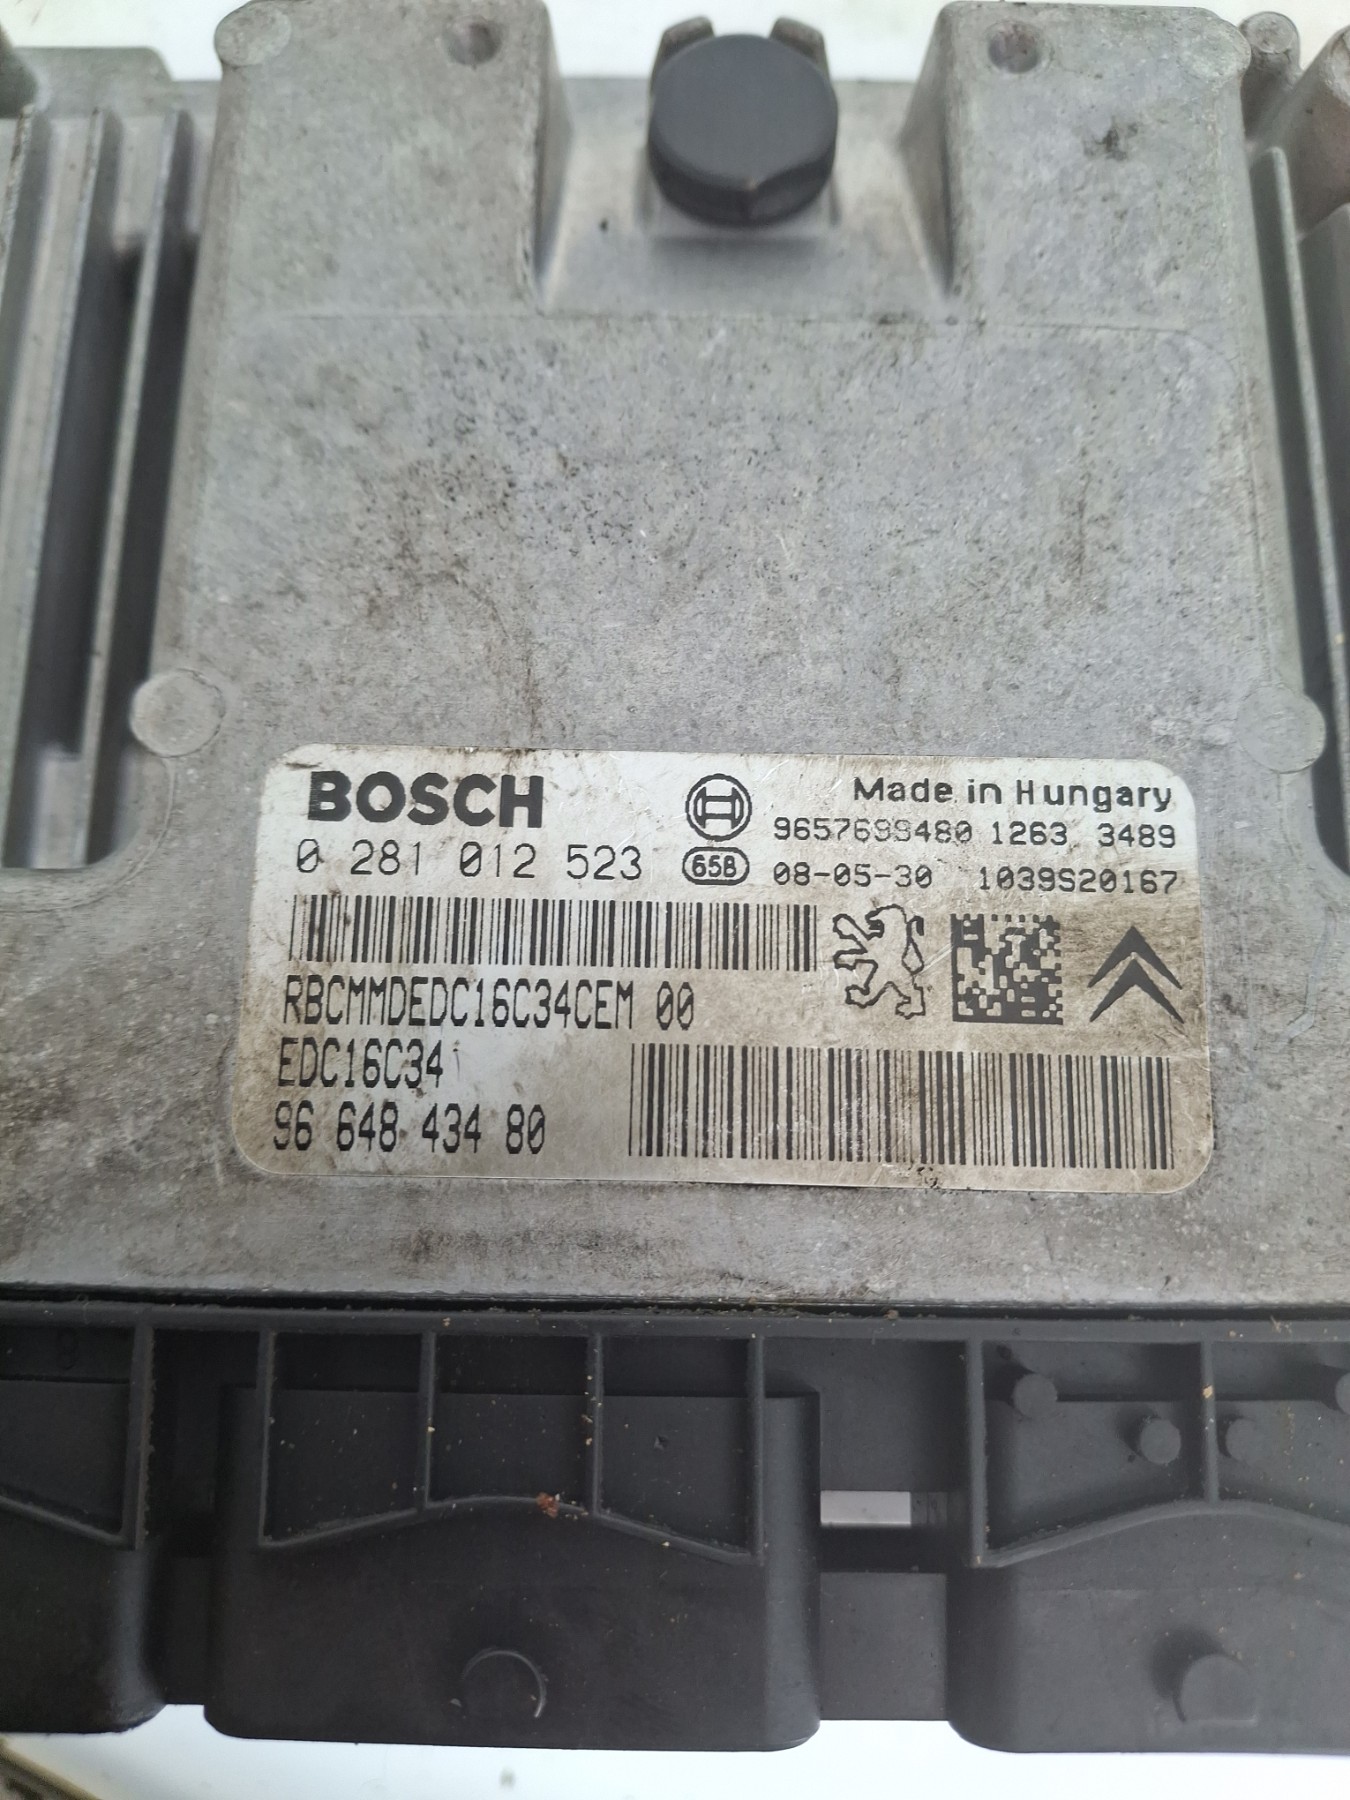 BOSCH
Made in Hungary
9657699480 1263 3489
0 281 012 523
65B
08-05-30 1039S20167
RBCMMDEDC16C34CEM 00
EDC16C34
96 648 434 80